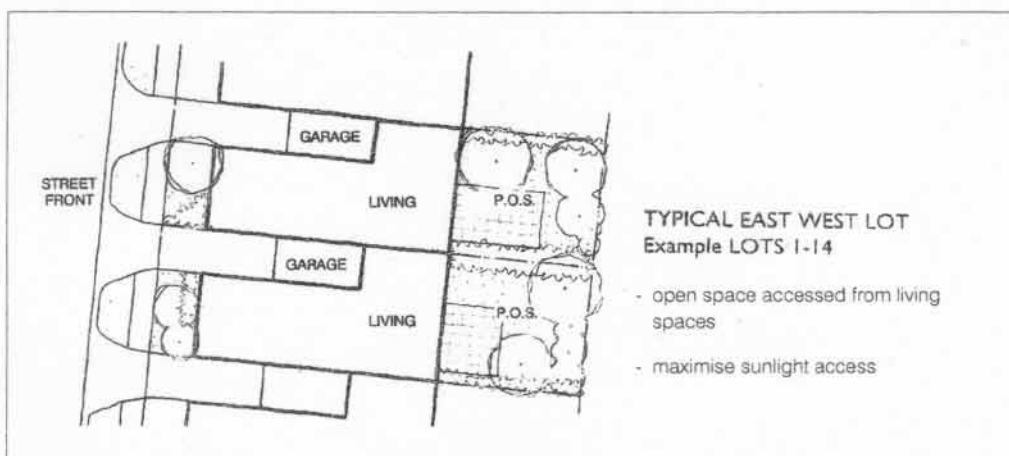 GARAGE
STREET
FRONT
LIVING
P.O.S.
TYPICAL EAST WEST LOT
Example LOTS 1-14
GARAGE
- open space accessed from living
spaces
LIVING
P.O.S.
- maximise sunlight access